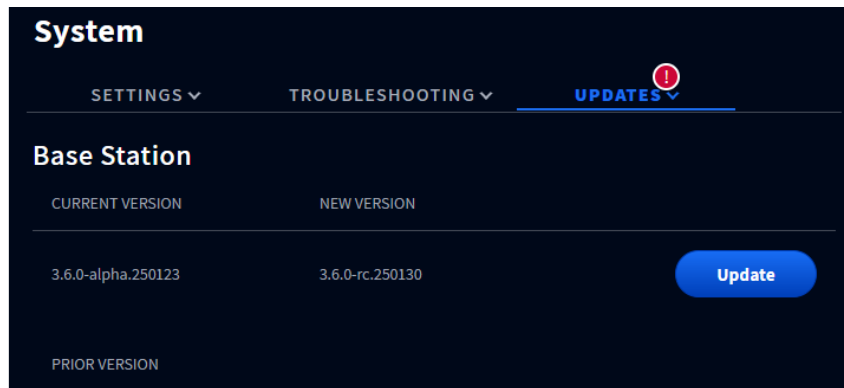 System
SETTINGS TROUBLESHOOTING UPDATES !
Base Station
CURRENT VERSION NEW VERSION
3.6.0-alpha.250123 3.6.0-rc.250130 Update
PRIOR VERSION